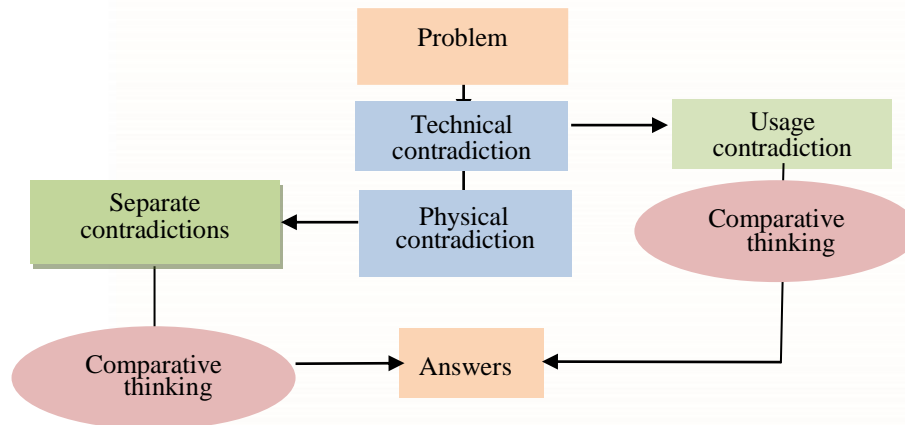 Problem
Technical
contradiction
Usage
contradiction
Separate
contradictions
Physical
contradiction
Comparative
thinking
Comparative
thinking
Answers